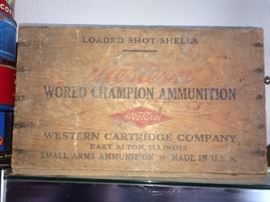 LOADED SHOT SHELLS
Western
WORLD CHAMPION AMMUNITION
Western
WESTERN CARTRIDGE COMPANY
EAST ALTON, ILLINOIS
SMALL ARMS AMMUNITION MADE IN U.S.A.